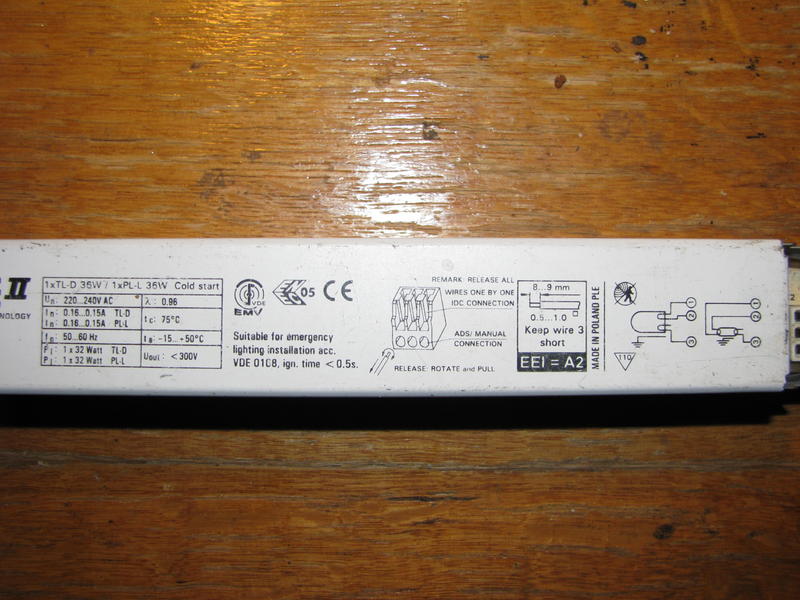 II
NOLOGY
1xTL-D 36W / 1xPL-L 36W Cold start
Un: 220...240V AC
λ: 0.96
In: 0.16...0.15A TL-D
In: 0.16...0.15A PL-L
tc: 75°C
fn: 50...60 Hz
ta: -15...+50°C
Pl: 1 x 32 Watt TL-D
Pl: 1 x 32 Watt PL-L
Uout: <300V
VDE
EMV
05
CE
Suitable for emergency
lighting installation acc.
VDE 0108, ign. time <0.5s.
REMARK: RELEASE ALL
WIRES ONE BY ONE
IDC CONNECTION
ADS/ MANUAL
CONNECTION
RELEASE: ROTATE and PULL
8...9 mm
0.5...1.0
Keep wire 3
short
EEI = A2
MADE IN POLAND PLE
T10
1
2
3
1
2
3
2